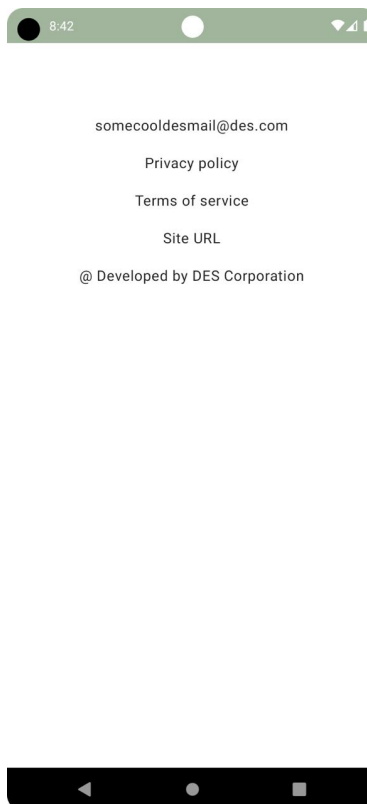 8:42
somecooldesmail@des.com
Privacy policy
Terms of service
Site URL
@ Developed by DES Corporation